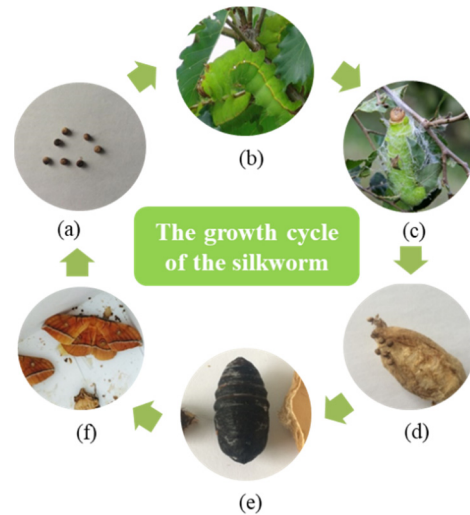 (a)
(b)
(c)
The growth cycle
of the silkworm
(d)
(e)
(f)